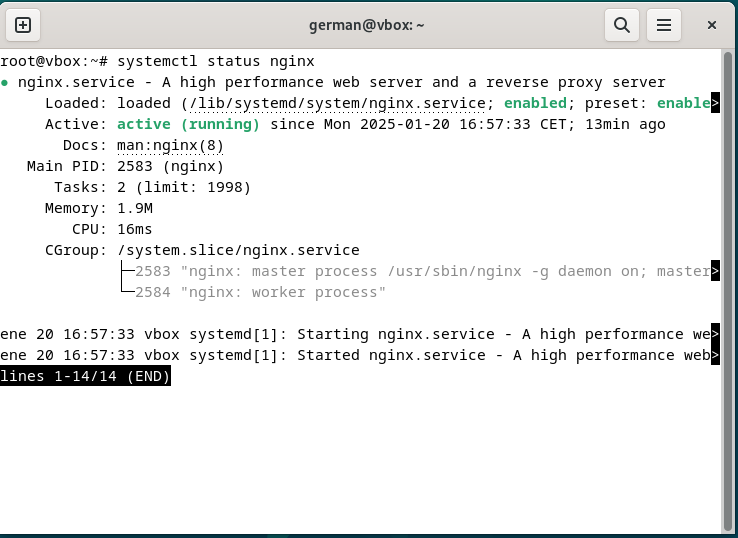 german@vbox: ~
root@vbox:~# systemctl status nginx
● nginx.service - A high performance web server and a reverse proxy server
     Loaded: loaded (/lib/systemd/system/nginx.service; enabled; preset: enable>
     Active: active (running) since Mon 2025-01-20 16:57:33 CET; 13min ago
       Docs: man:nginx(8)
   Main PID: 2583 (nginx)
      Tasks: 2 (limit: 1998)
     Memory: 1.9M
        CPU: 16ms
     CGroup: /system.slice/nginx.service
             ├─2583 "nginx: master process /usr/sbin/nginx -g daemon on; master>
             └─2584 "nginx: worker process"
ene 20 16:57:33 vbox systemd[1]: Starting nginx.service - A high performance we>
ene 20 16:57:33 vbox systemd[1]: Started nginx.service - A high performance web>
lines 1-14/14 (END)